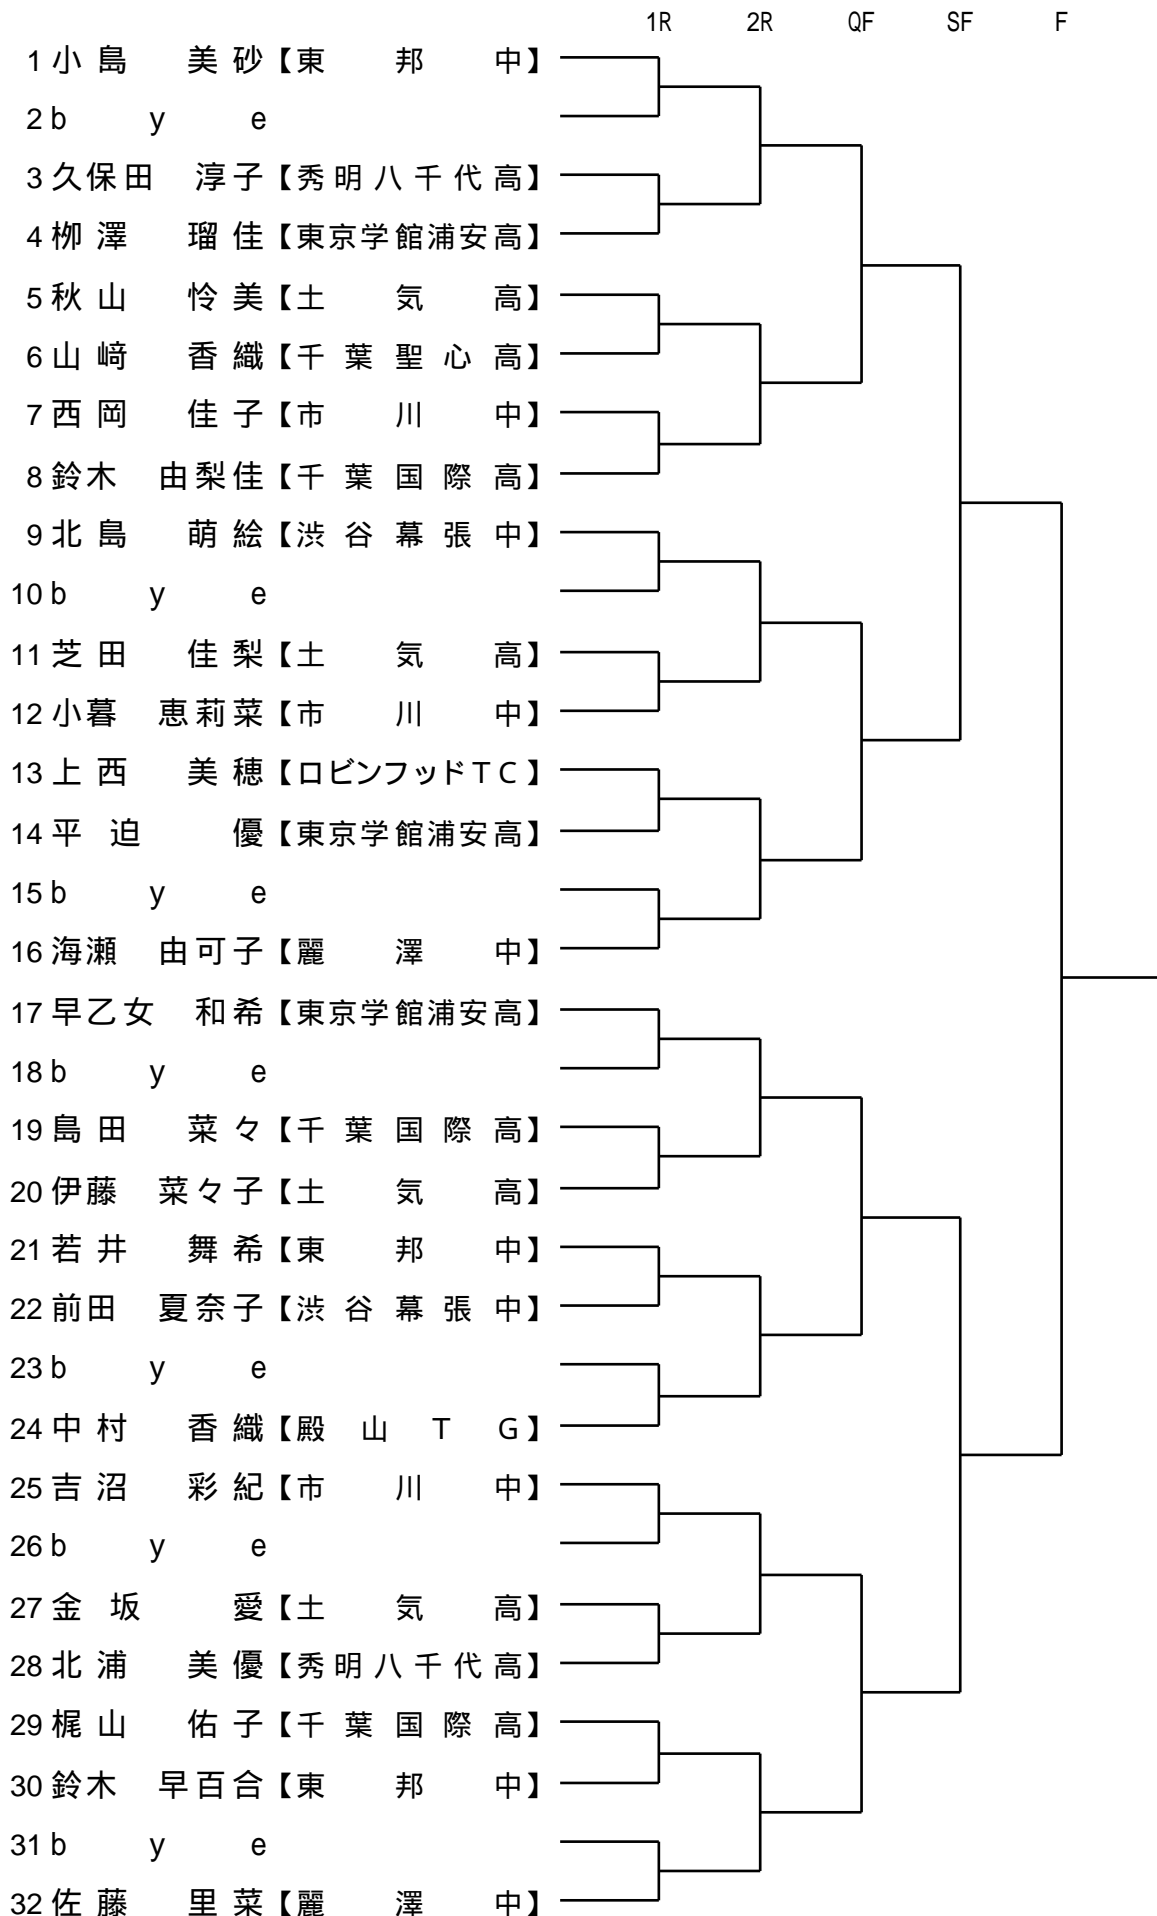 1R 2R QF SF F
1 小島 美砂【東邦中】
2 bye
3 久保田 淳子【秀明八千代高】
4 栁澤 瑠佳【東京学館浦安高】
5 秋山 怜美【土気高】
6 山﨑 香織【千葉聖心高】
7 西岡 佳子【市川中】
8 鈴木 由梨佳【千葉国際高】
9 北島 萌絵【渋谷幕張中】
10 bye
11 芝田 佳梨【土気高】
12 小暮 恵莉菜【市川中】
13 上西 美穂【ロビンフッドTC】
14 平迫 優【東京学館浦安高】
15 bye
16 海瀬 由可子【麗澤中】
17 早乙女 和希【東京学館浦安高】
18 bye
19 島田 菜々【千葉国際高】
20 伊藤 菜々子【土気高】
21 若井 舞希【東邦中】
22 前田 夏奈子【渋谷幕張中】
23 bye
24 中村 香織【殿山TG】
25 吉沼 彩紀【市川中】
26 bye
27 金坂 愛【土気高】
28 北浦 美優【秀明八千代高】
29 梶山 佑子【千葉国際高】
30 鈴木 早百合【東邦中】
31 bye
32 佐藤 里菜【麗澤中】